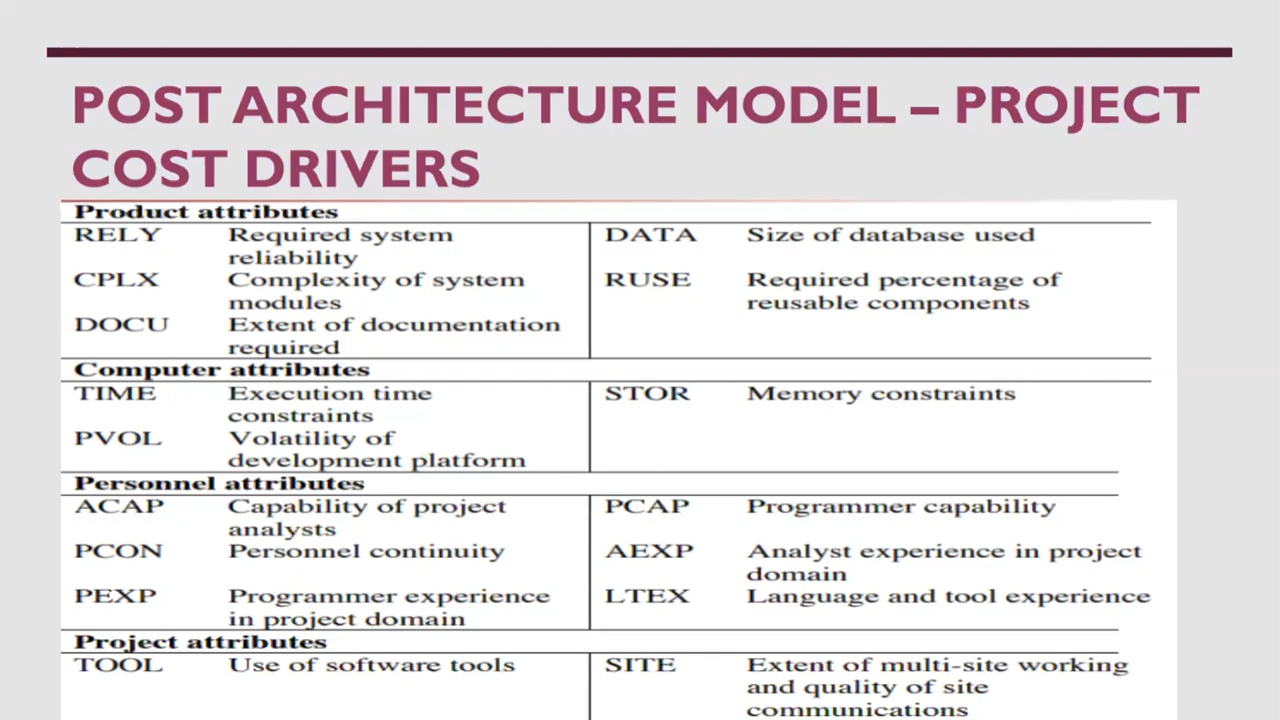 POST ARCHITECTURE MODEL – PROJECT
COST DRIVERS
Product attributes
RELY Required system reliability DATA Size of database used
CPLX Complexity of system modules RUSE Required percentage of reusable components
DOCU Extent of documentation required
Computer attributes
TIME Execution time constraints STOR Memory constraints
PVOL Volatility of development platform
Personnel attributes
ACAP Capability of project analysts PCAP Programmer capability
PCON Personnel continuity AEXP Analyst experience in project domain
PEXP Programmer experience in project domain LTEX Language and tool experience
Project attributes
TOOL Use of software tools SITE Extent of multi-site working and quality of site communications